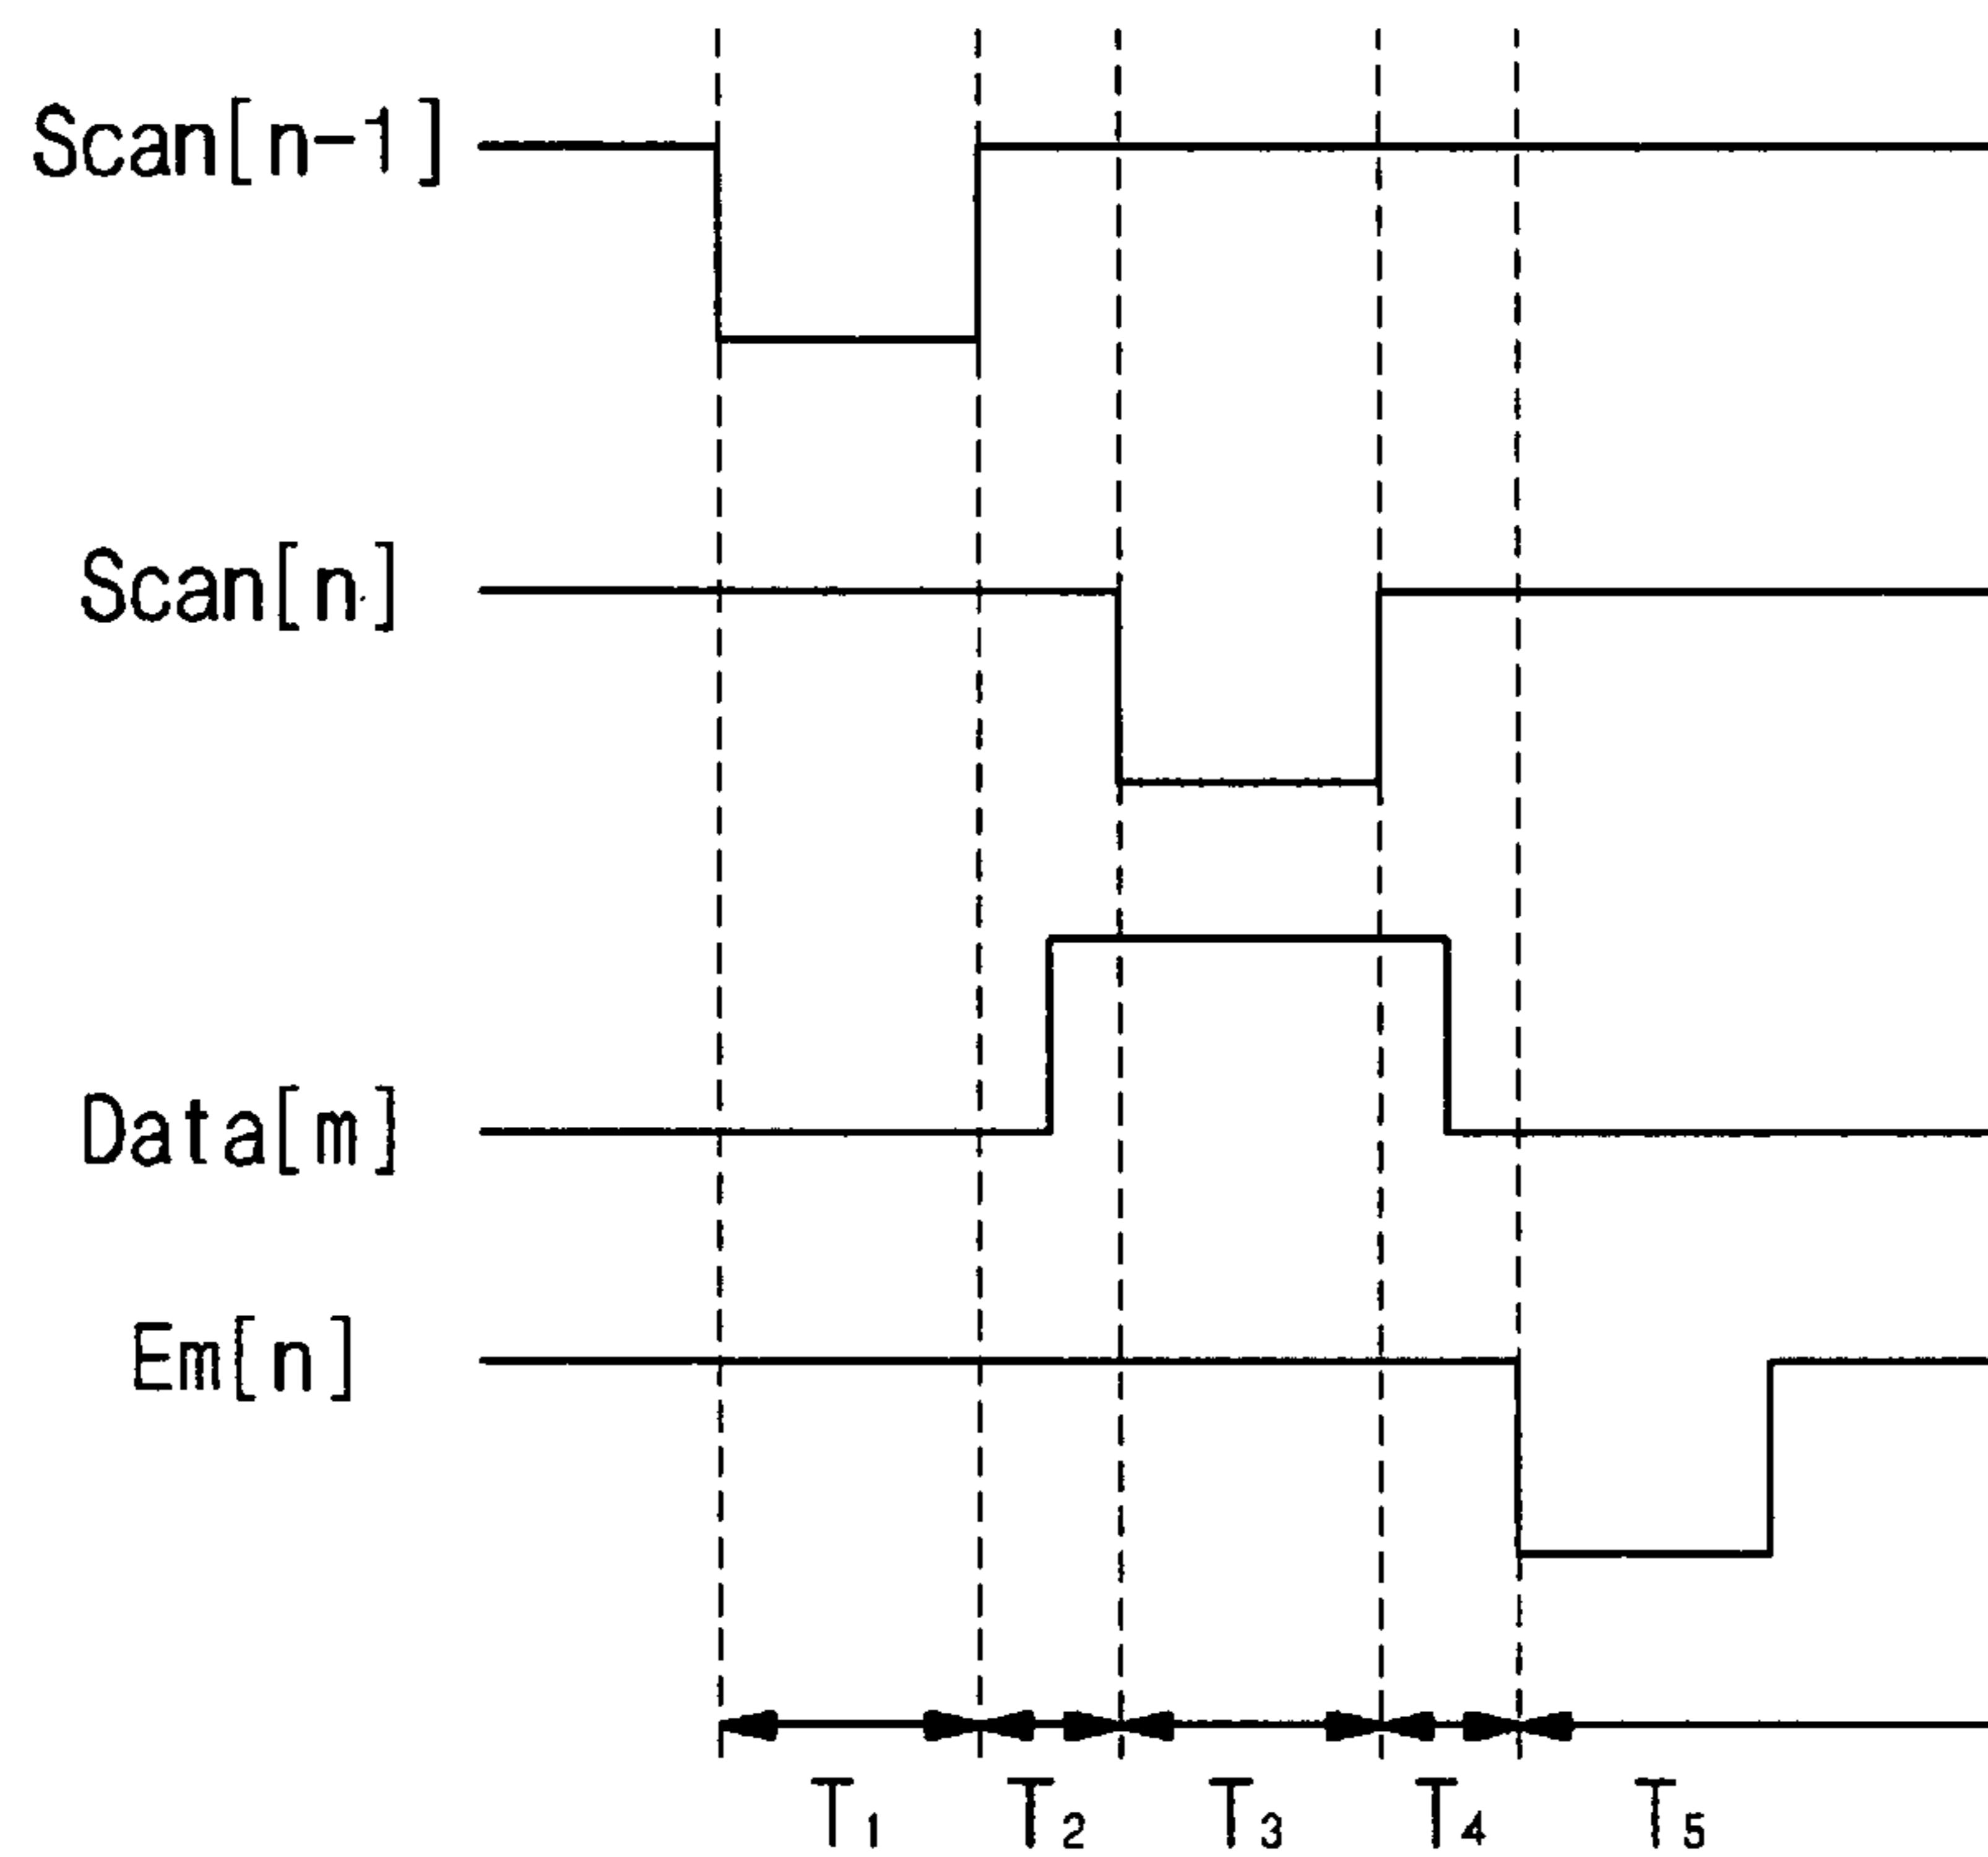 Scan[n-1]
Scan[n]
Data[m]
Em[n]
T₁ T₂ T₃ T₄ T₅